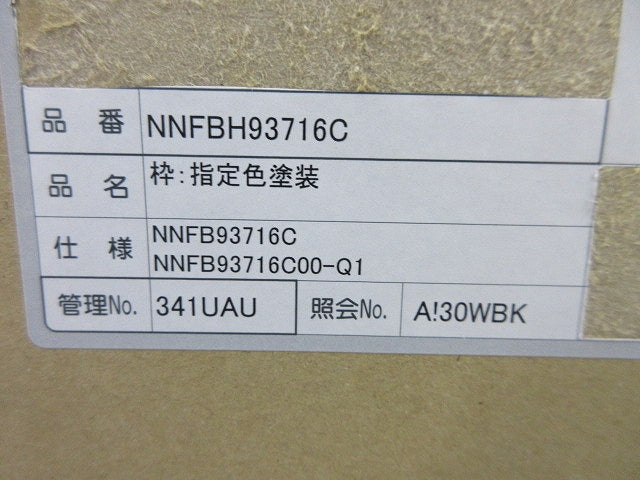 品番 NNFBH93716C
品名 枠:指定色塗装
仕様 NNFB93716C
NNFB93716C00-Q1
管理No. 341UAU 照会No. A!30WBK